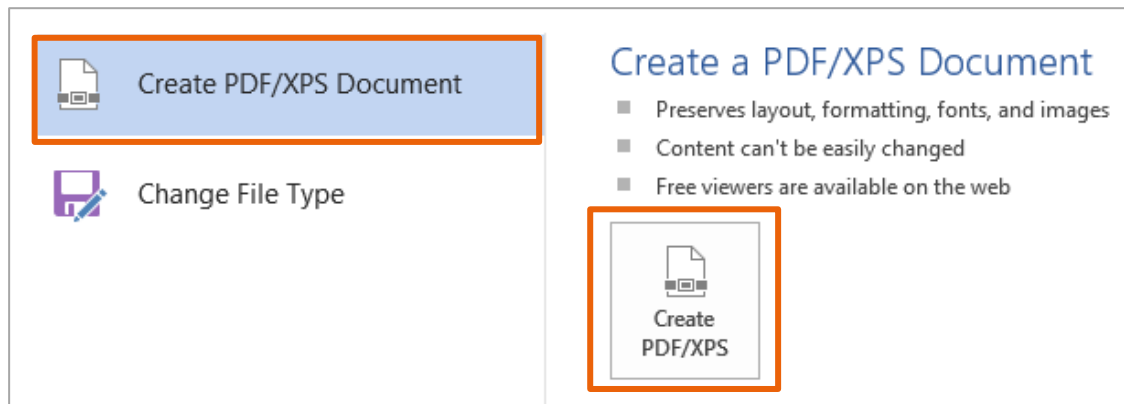 Create PDF/XPS Document
Change File Type
Create a PDF/XPS Document
Preserves layout, formatting, fonts, and images
Content can't be easily changed
Free viewers are available on the web
Create
PDF/XPS